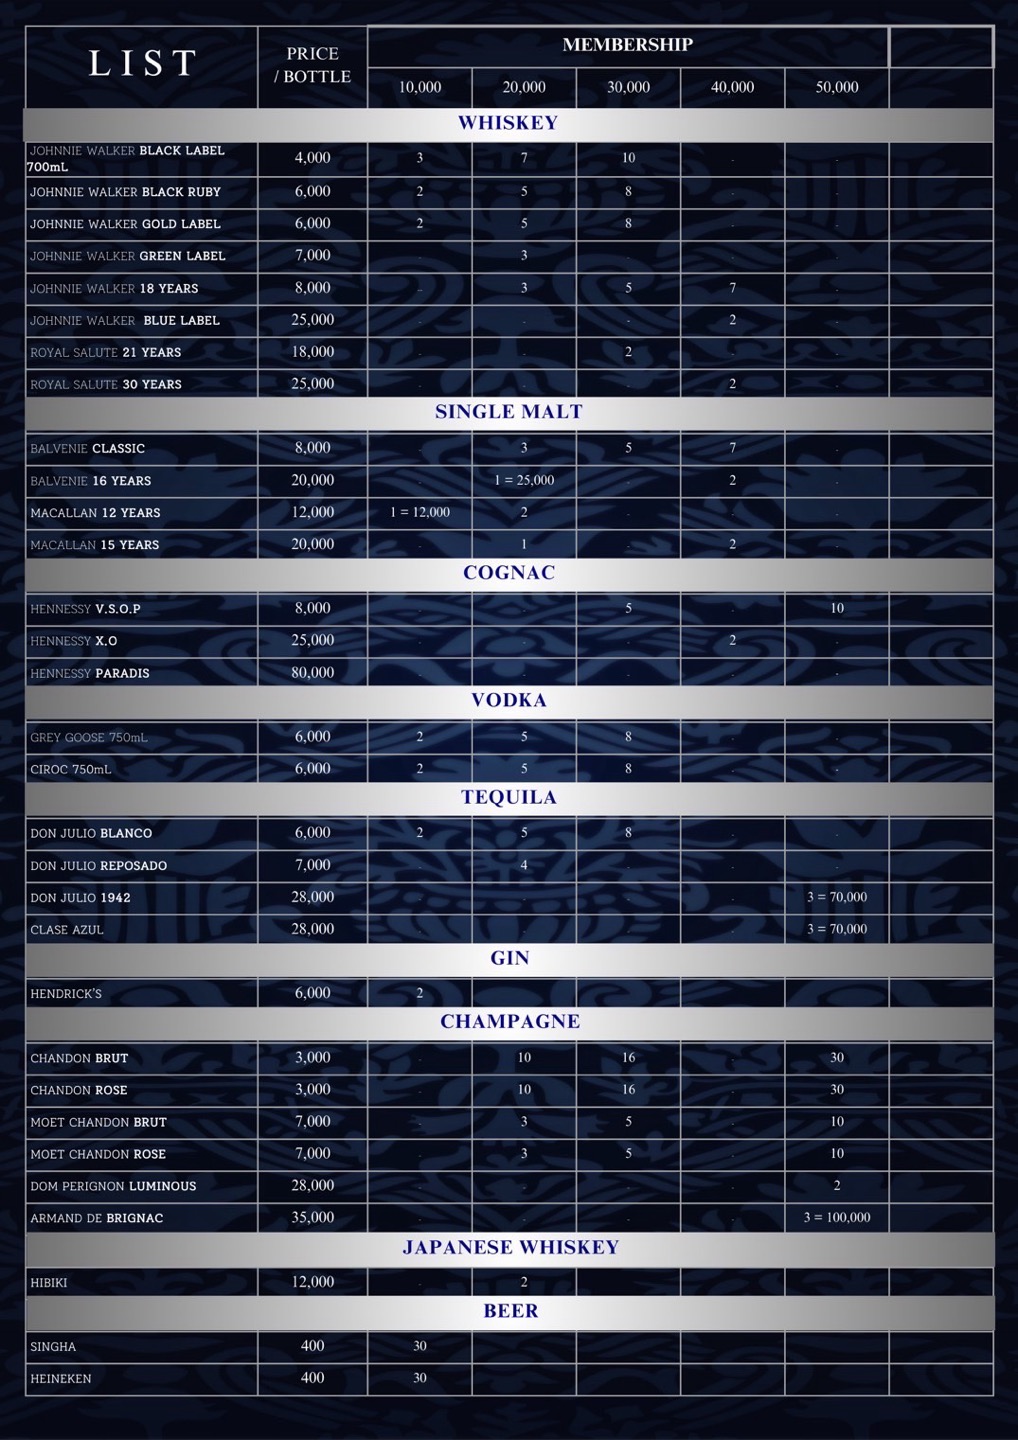 LIST
PRICE
/ BOTTLE
MEMBERSHIP
10,000 20,000 30,000 40,000 50,000
WHISKEY
JOHNNIE WALKER BLACK LABEL
700mL 4,000 3 7 10 - -
JOHNNIE WALKER BLACK RUBY 6,000 2 5 8 - -
JOHNNIE WALKER GOLD LABEL 6,000 2 5 8 - -
JOHNNIE WALKER GREEN LABEL 7,000 - 3 - - -
JOHNNIE WALKER 18 YEARS 8,000 - 3 5 7 -
JOHNNIE WALKER BLUE LABEL 25,000 - - - 2 -
ROYAL SALUTE 21 YEARS 18,000 - - 2 - -
ROYAL SALUTE 30 YEARS 25,000 - - - 2 -
SINGLE MALT
BALVENIE CLASSIC 8,000 - 3 5 7 -
BALVENIE 16 YEARS 20,000 - 1 = 25,000 - 2 -
MACALLAN 12 YEARS 12,000 1 = 12,000 2 - - -
MACALLAN 15 YEARS 20,000 - 1 - 2 -
COGNAC
HENNESSY V.S.O.P 8,000 - - 5 - 10
HENNESSY X.O 25,000 - - - 2 -
HENNESSY PARADIS 80,000 - - - - -
VODKA
GREY GOOSE 750mL 6,000 2 5 8 - -
CIROC 750mL 6,000 2 5 8 - -
TEQUILA
DON JULIO BLANCO 6,000 2 5 8 - -
DON JULIO REPOSADO 7,000 - 4 - - -
DON JULIO 1942 28,000 - - - - 3 = 70,000
CLASE AZUL 28,000 - - - - 3 = 70,000
GIN
HENDRICK'S 6,000 2
CHAMPAGNE
CHANDON BRUT 3,000 - 10 16 - 30
CHANDON ROSE 3,000 - 10 16 - 30
MOET CHANDON BRUT 7,000 - 3 5 - 10
MOET CHANDON ROSE 7,000 - 3 5 - 10
DOM PERIGNON LUMINOUS 28,000 - - - - 2
ARMAND DE BRIGNAC 35,000 - - - - 3 = 100,000
JAPANESE WHISKEY
HIBIKI 12,000 - 2
BEER
SINGHA 400 30
HEINEKEN 400 30